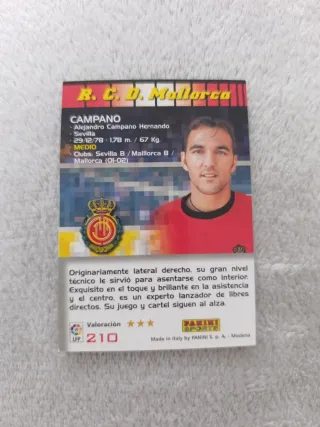 R. C. D. Mallorca
CAMPANO
· Alejandro Campano Hernando
· Sevilla
· 29/12/78 · 1,78 m. / 67 Kg.
MEDIO
Clubs: Sevilla B / Mallorca B /
Mallorca (01-02)
Originariamente lateral derecho, su gran nivel
técnico le sirvió para asentarse como interior.
Exquisito en el toque y brillante en la asistencia
y el centro, es un experto lanzador de libres
directos. Su juego y cartel siguen al alza.
Valoración ★★★
LFP 210
PANINI
SPORTS
Made in Italy by PANINI S. p. A. - Modena